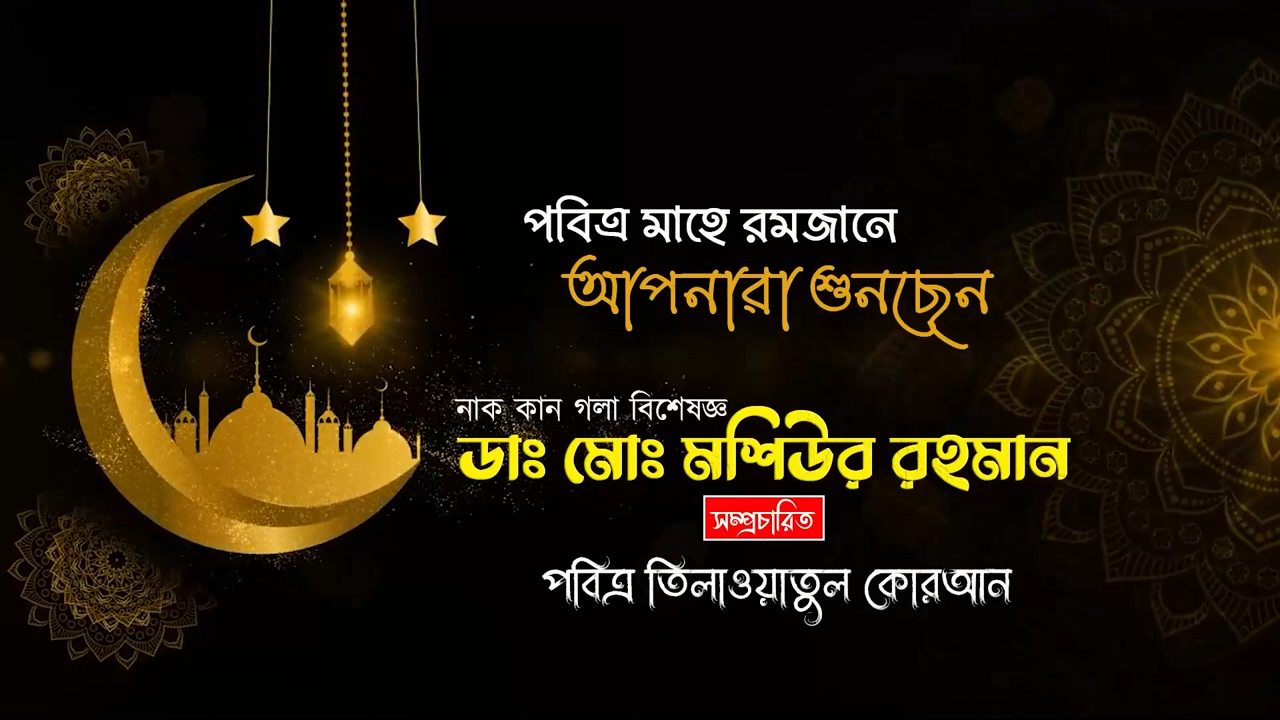 পবিত্র মাহে রমজানে
আপনারা শুনছেন
নাক কান গলা বিশেষজ্ঞ
ডাঃ মোঃ মশিউর রহমান
সম্প্রচারিত
পবিত্র তিলাওয়াতুল কোরআন